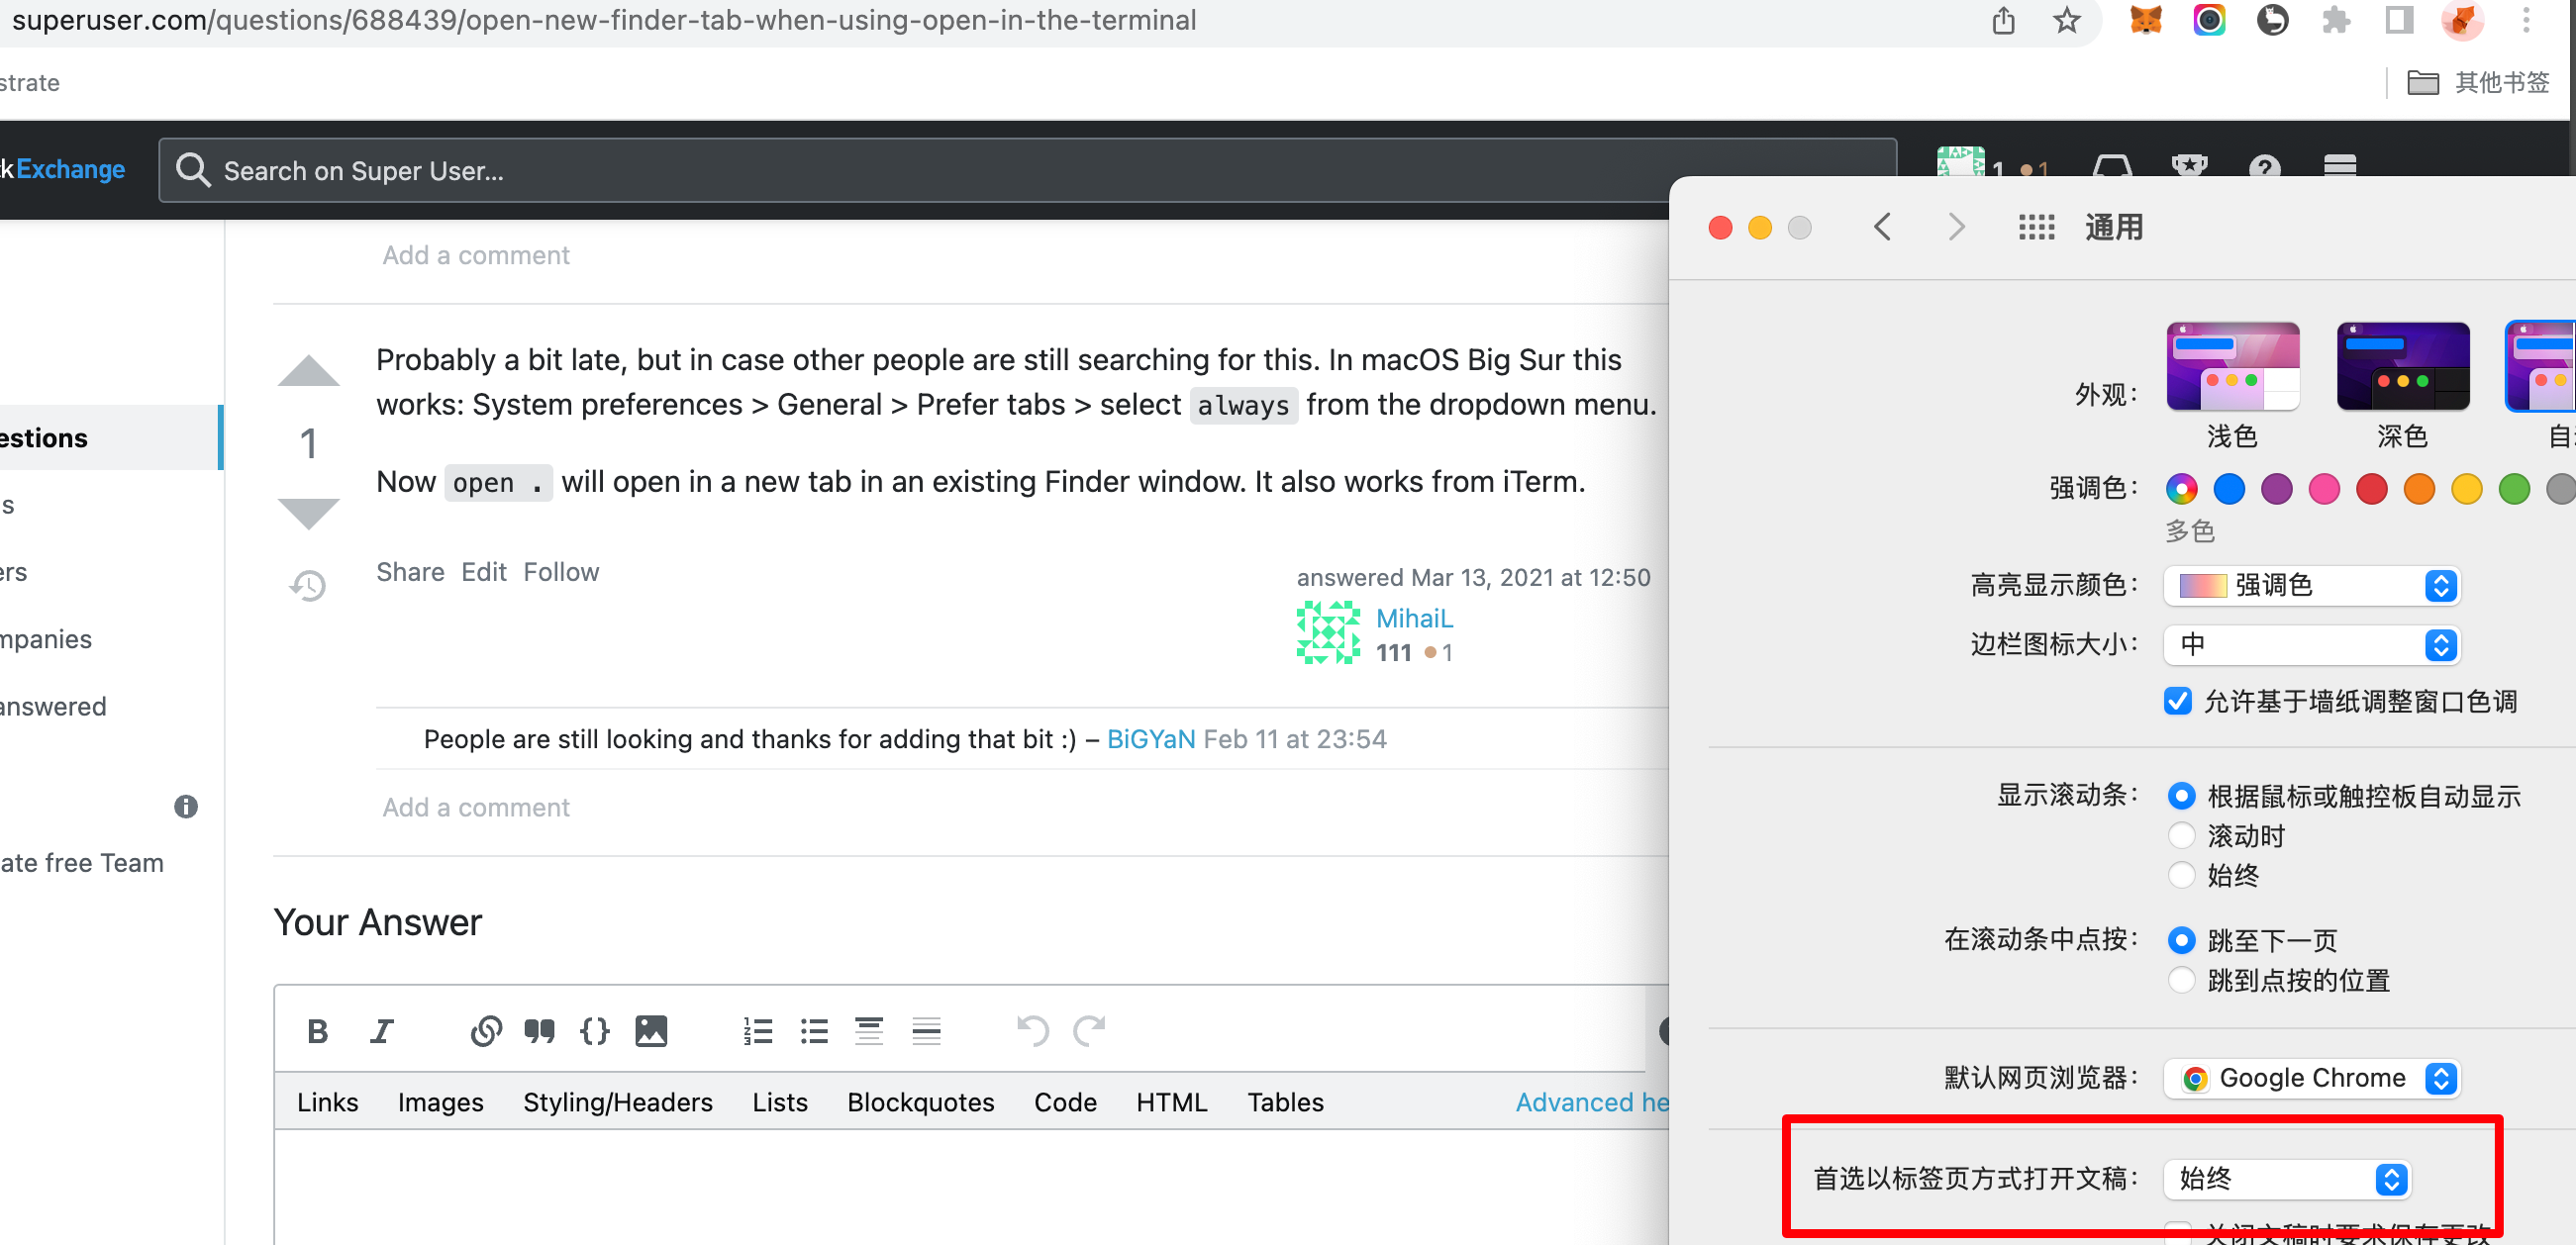 superuser.com/questions/688439/open-new-finder-tab-when-using-open-in-the-terminal
strate
其他书签
kExchange
Search on Super User...
1 1
通用
Add a comment
Probably a bit late, but in case other people are still searching for this. In macOS Big Sur this
works: System preferences > General > Prefer tabs > select always from the dropdown menu.
estions
1
Now open . will open in a new tab in an existing Finder window. It also works from iTerm.
s
ers
Share Edit Follow
answered Mar 13, 2021 at 12:50
MihaiL
111 1
mpanies
answered
People are still looking and thanks for adding that bit :) – BiGYaN Feb 11 at 23:54
Add a comment
ate free Team
Your Answer
Links Images Styling/Headers Lists Blockquotes Code HTML Tables Advanced he
外观：
浅色 深色 自
强调色：
多色
高亮显示颜色： 强调色
边栏图标大小： 中
允许基于墙纸调整窗口色调
显示滚动条： 根据鼠标或触控板自动显示
滚动时
始终
在滚动条中点按： 跳至下一页
跳到点按的位置
默认网页浏览器： Google Chrome
首选以标签页方式打开文稿： 始终
关闭文稿时要求保存更改